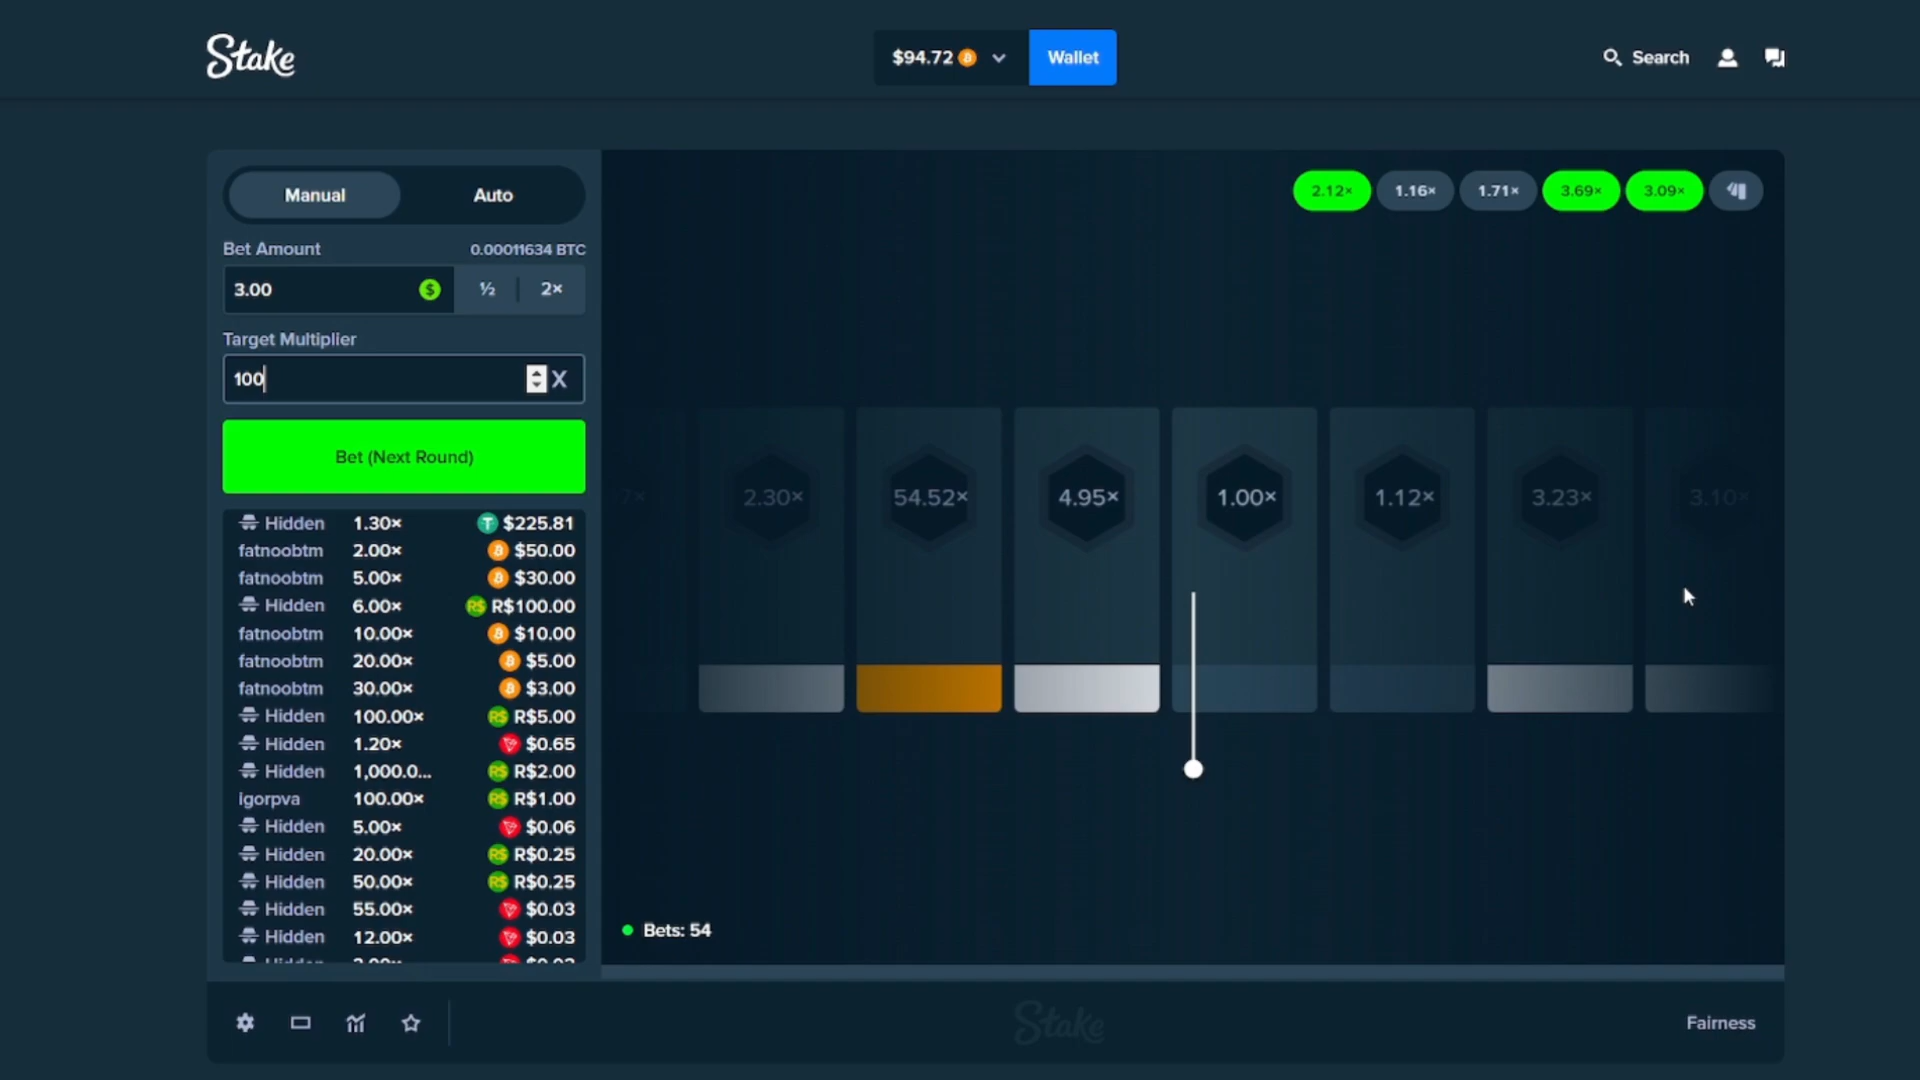 Stake
$94.72
Wallet
Search
Manual
Auto
Bet Amount
0.00011634 BTC
3.00
½
2×
Target Multiplier
100
X
Bet (Next Round)
Hidden 1.30× $225.81
fatnoobtm 2.00× $50.00
fatnoobtm 5.00× $30.00
Hidden 6.00× R$100.00
fatnoobtm 10.00× $10.00
fatnoobtm 20.00× $5.00
fatnoobtm 30.00× $3.00
Hidden 100.00× R$5.00
Hidden 1.20× $0.65
Hidden 1,000.0... R$2.00
igorpva 100.00× R$1.00
Hidden 5.00× $0.06
Hidden 20.00× R$0.25
Hidden 50.00× R$0.25
Hidden 55.00× $0.03
Hidden 12.00× $0.03
2.12× 1.16× 1.71× 3.69× 3.09×
2.30× 54.52× 4.95× 1.00× 1.12× 3.23× 3.10×
Bets: 54
Stake
Fairness